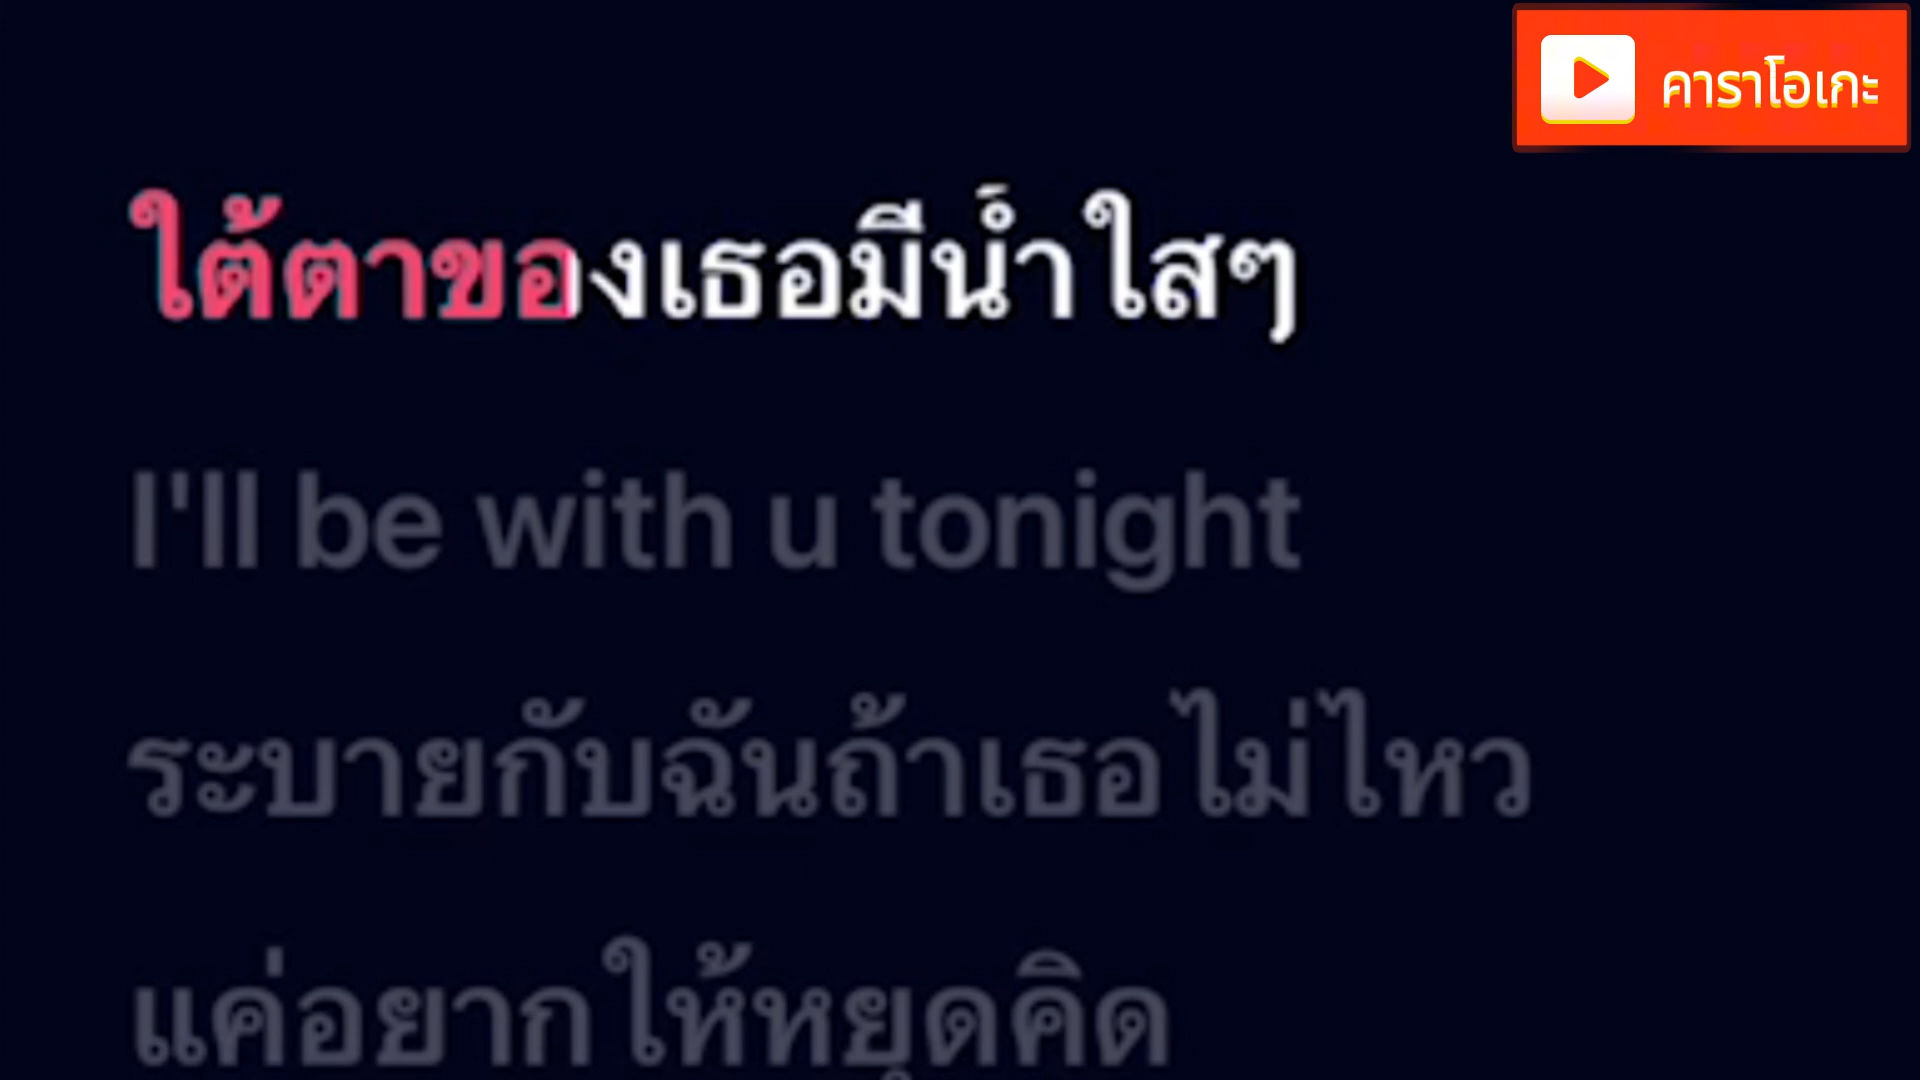 คาราโอเกะ
ใต้ตาของเธอมีน้ำใสๆ
I'll be with u tonight
ระบายกับฉันถ้าเธอไม่ไหว
แค่อยากให้หยุดคิด